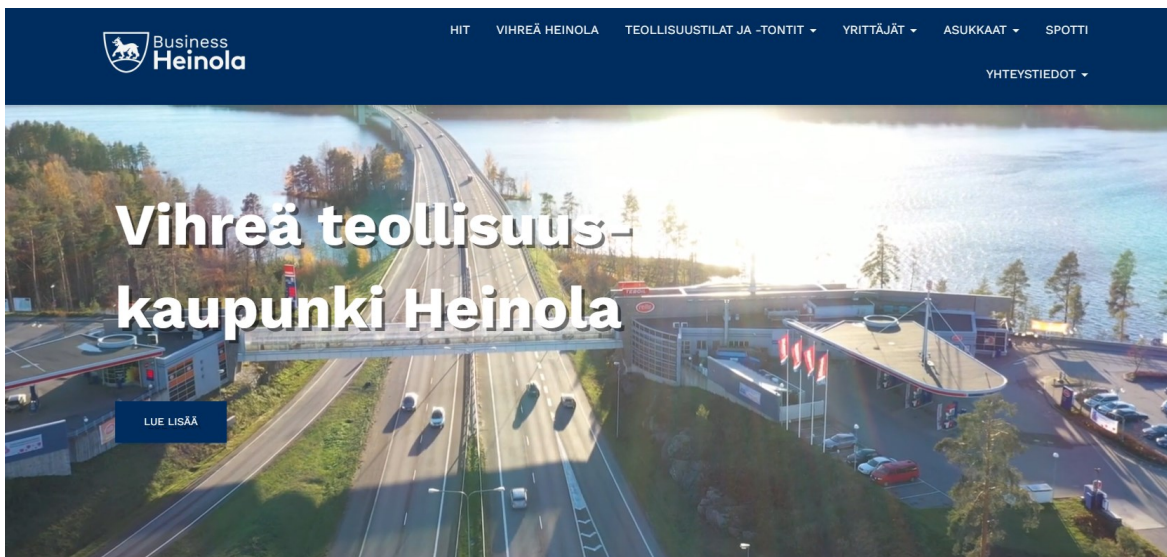 Business
Heinola
HIT
VIHREÄ HEINOLA
TEOLLISUUSTILAT JA -TONTIT
YRITTÄJÄT
ASUKKAAT
SPOTTI
YHTEYSTIEDOT
Vihreä teollisuus-
kaupunki Heinola
LUE LISÄÄ